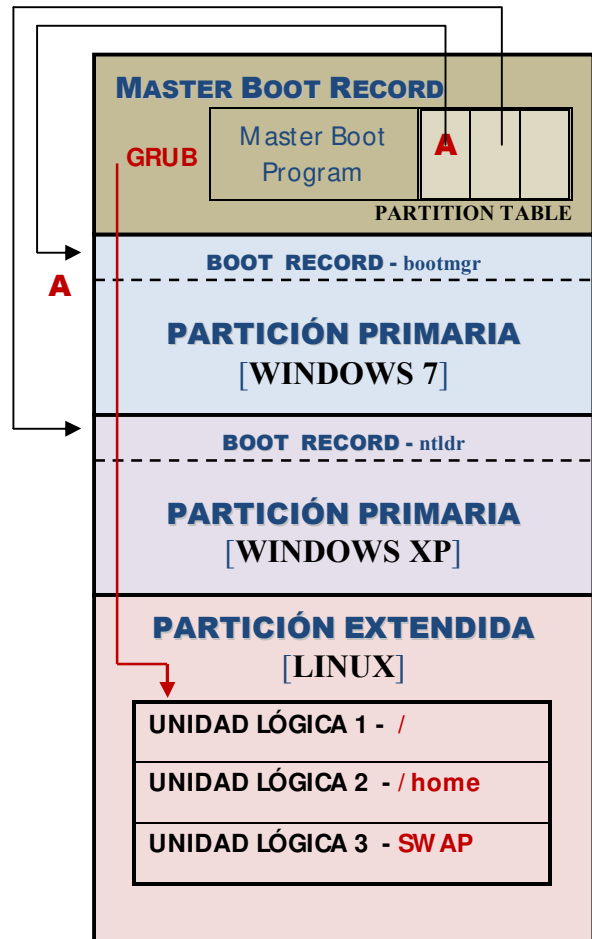 MASTER BOOT RECORD
GRUB
Master Boot
Program
A
PARTITION TABLE
A
BOOT RECORD - bootmgr
PARTICIÓN PRIMARIA
[WINDOWS 7]
BOOT RECORD - ntldr
PARTICIÓN PRIMARIA
[WINDOWS XP]
PARTICIÓN EXTENDIDA
[LINUX]
UNIDAD LÓGICA 1 - /
UNIDAD LÓGICA 2 - / home
UNIDAD LÓGICA 3 - SWAP